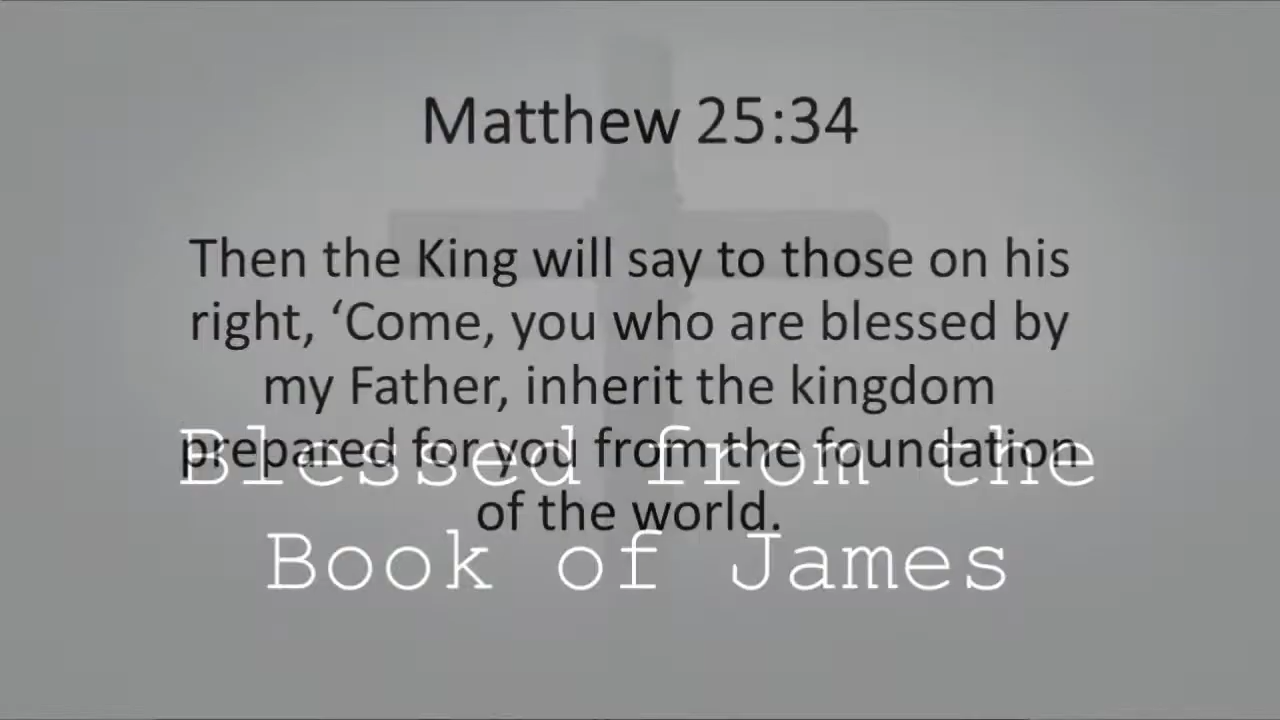 Matthew 25:34
Then the King will say to those on his
right, ‘Come, you who are blessed by
my Father, inherit the kingdom
prepared for you from the foundation
of the world.
Blessed from the
Book of James